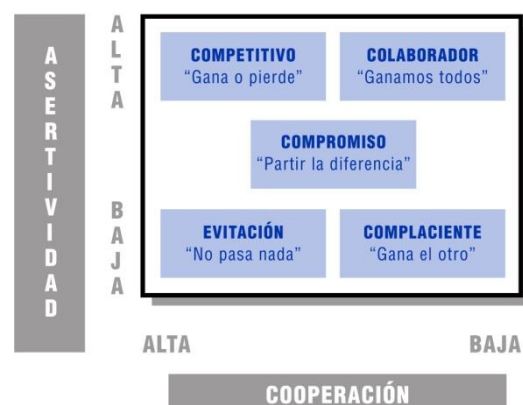 ASERTIVIDAD
ALTA
COMPETITIVO
“Gana o pierde”
COLABORADOR
“Ganamos todos”
COMPROMISO
“Partir la diferencia”
BAJA
EVITACIÓN
“No pasa nada”
COMPLACIENTE
“Gana el otro”
ALTA
BAJA
COOPERACIÓN